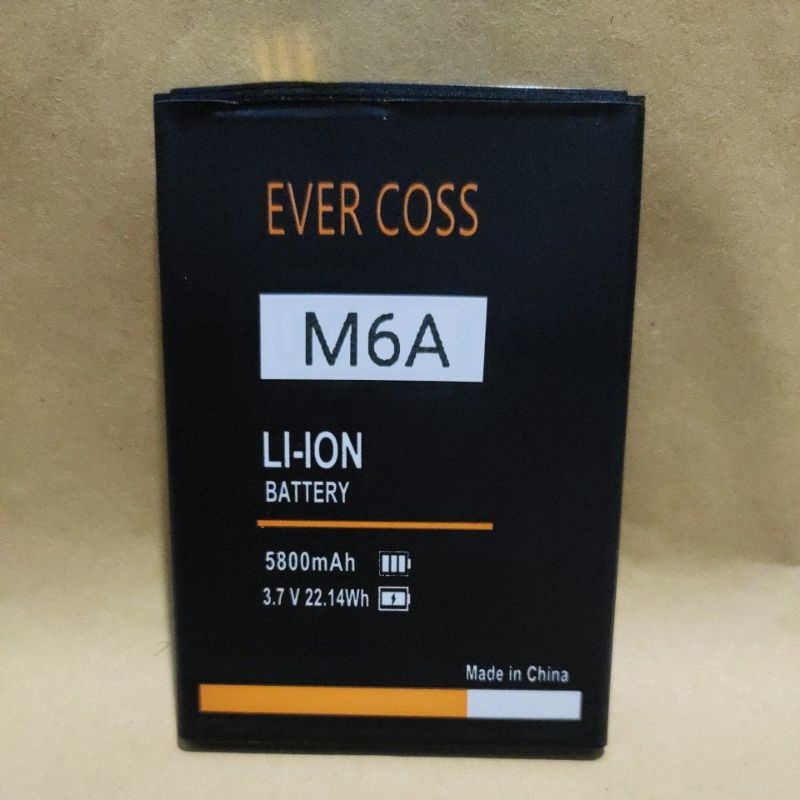 EVER COSS
M6A
LI-ION
BATTERY
5800mAh
3.7 V 22.14Wh
Made in China